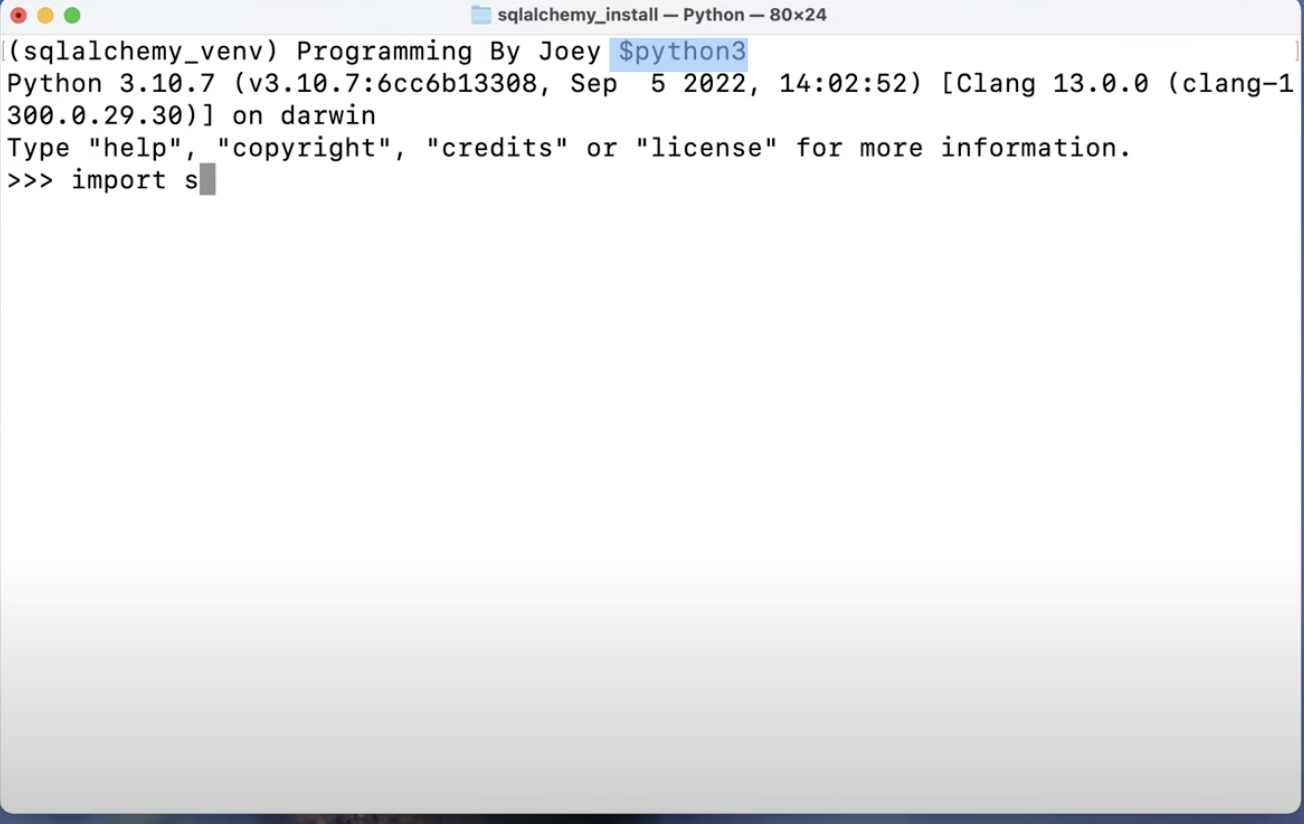 sqlalchemy_install — Python — 80×24
(sqlalchemy_venv) Programming By Joey $python3
Python 3.10.7 (v3.10.7:6cc6b13308, Sep  5 2022, 14:02:52) [Clang 13.0.0 (clang-1
300.0.29.30)] on darwin
Type "help", "copyright", "credits" or "license" for more information.
>>> import s